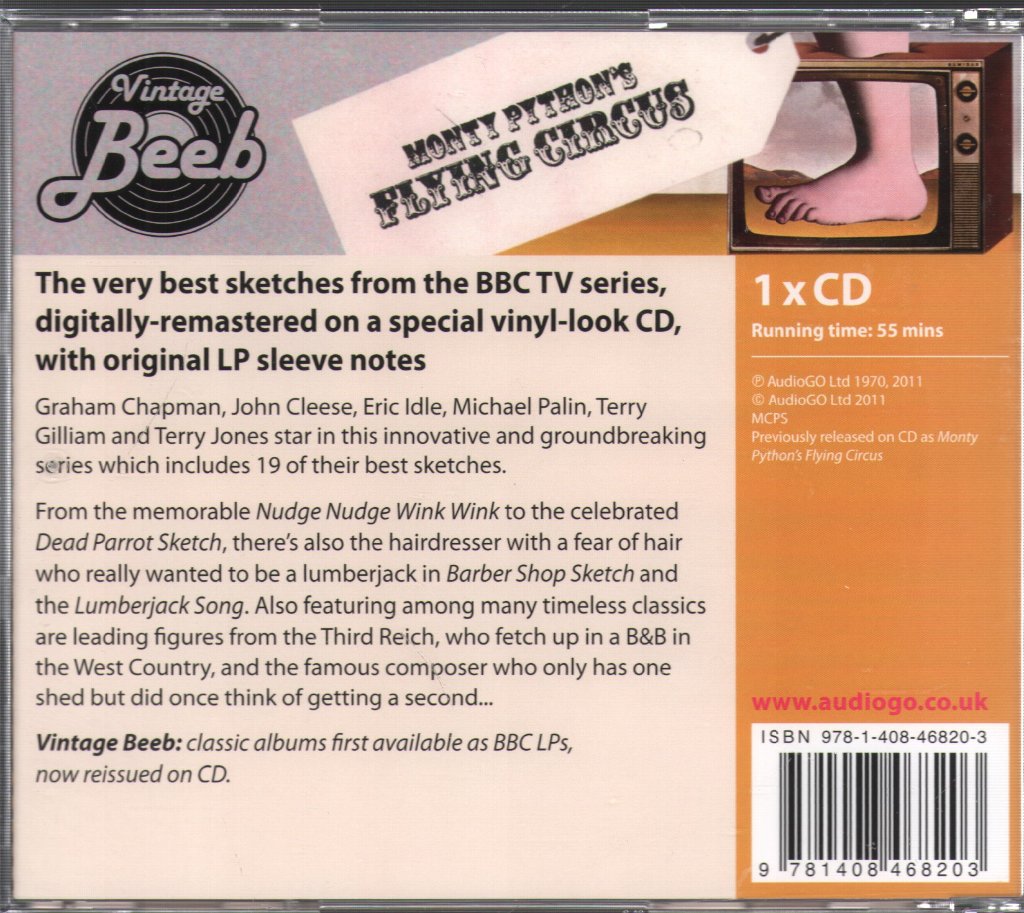 Vintage
Beeb
MONTY PYTHON'S
FLYING CIRCUS
The very best sketches from the BBC TV series,
digitally-remastered on a special vinyl-look CD,
with original LP sleeve notes
Graham Chapman, John Cleese, Eric Idle, Michael Palin, Terry
Gilliam and Terry Jones star in this innovative and groundbreaking
series which includes 19 of their best sketches.
From the memorable Nudge Nudge Wink Wink to the celebrated
Dead Parrot Sketch, there's also the hairdresser with a fear of hair
who really wanted to be a lumberjack in Barber Shop Sketch and
the Lumberjack Song. Also featuring among many timeless classics
are leading figures from the Third Reich, who fetch up in a B&B in
the West Country, and the famous composer who only has one
shed but did once think of getting a second...
Vintage Beeb: classic albums first available as BBC LPs,
now reissued on CD.
1 x CD
Running time: 55 mins
℗ AudioGO Ltd 1970, 2011
© AudioGO Ltd 2011
MCPS
Previously released on CD as Monty
Python's Flying Circus
www.audiogo.co.uk
ISBN 978-1-408-46820-3
9 781408 468203